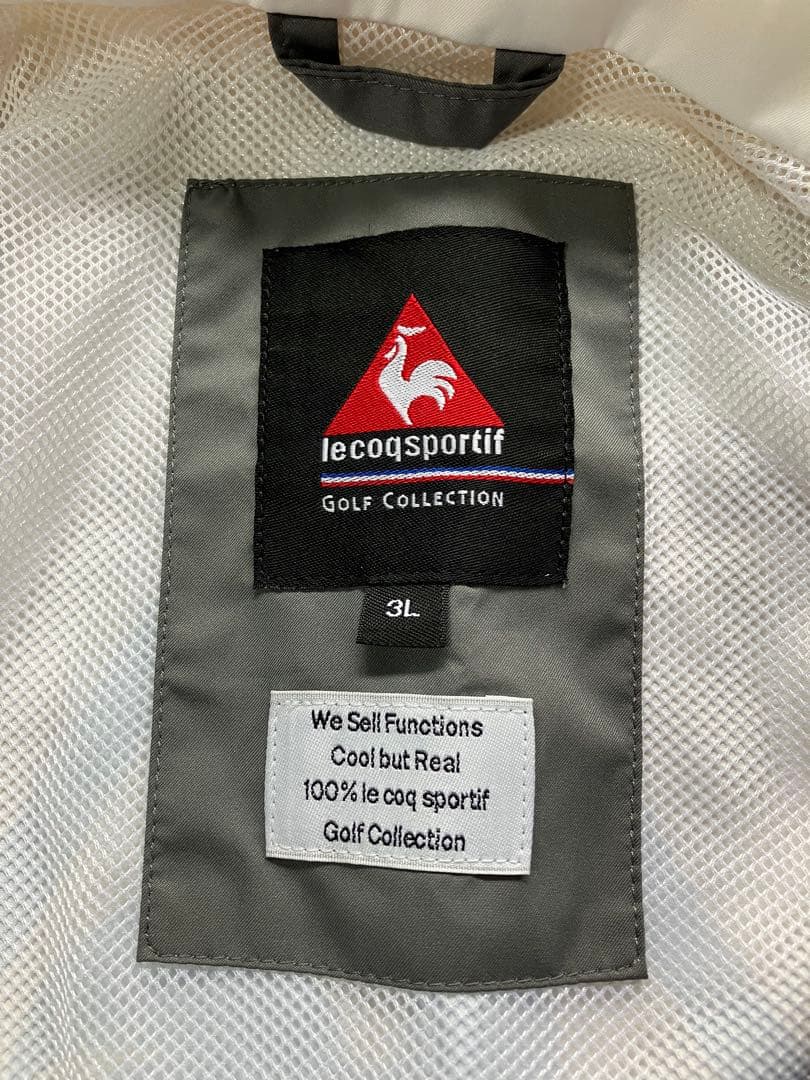 lecoqsportif
GOLF COLLECTION
3L
We Sell Functions
Cool but Real
100% le coq sportif
Golf Collection